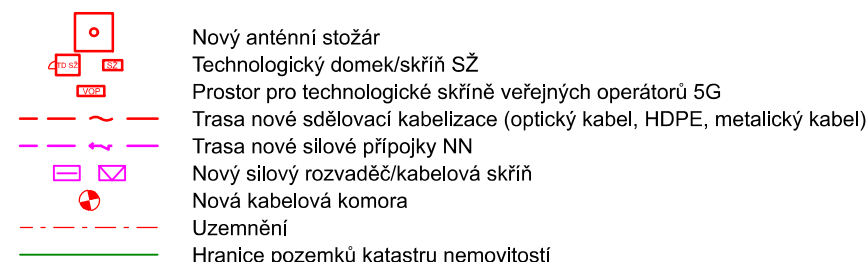 Nový anténní stožár
TD SŽ SŽ Technologický domek/skříň SŽ
VOP Prostor pro technologické skříně veřejných operátorů 5G
Trasa nové sdělovací kabelizace (optický kabel, HDPE, metalický kabel)
Trasa nové silové přípojky NN
Nový silový rozvaděč/kabelová skříň
Nová kabelová komora
Uzemnění
Hranice pozemků katastru nemovitostí